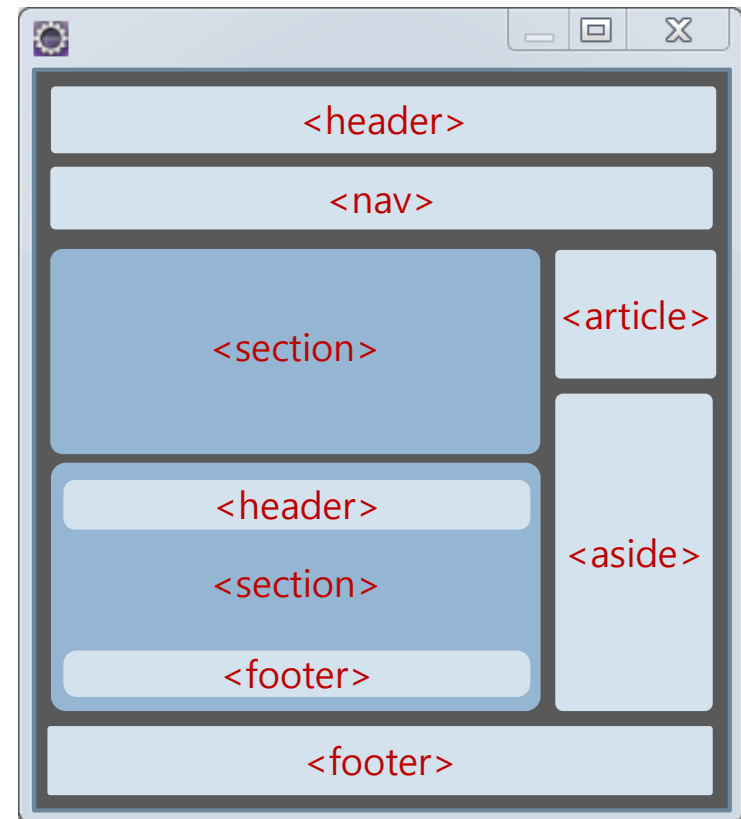 <header>
<nav>
<section>
<article>
<header>
<section>
<footer>
<aside>
<footer>